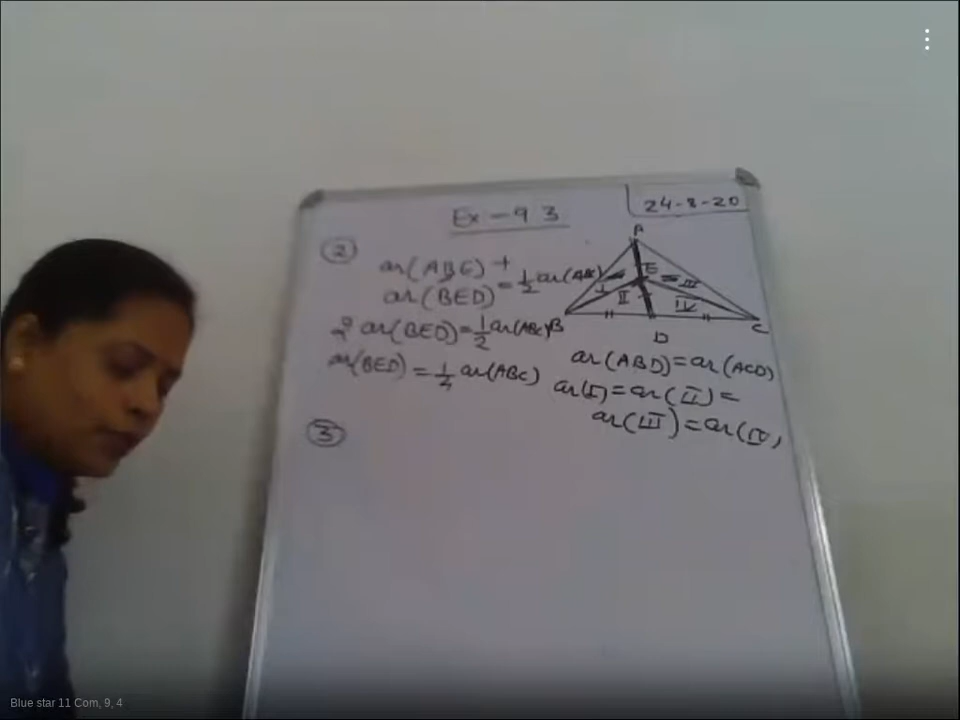 Ex - 9 3
24-8-20
②
ar(ABE) +
ar(BED) = 1/2 ar(ABC)
2 ar(BED) = 1/2 ar(ABC)
ar(BED) = 1/4 ar(ABC)
A
E
I
II
III
IV
B
D
C
ar(ABD) = ar(ACD)
ar(I) = ar(II) =
ar(III) = ar(IV)
③
Blue star 11 Com, 9, 4